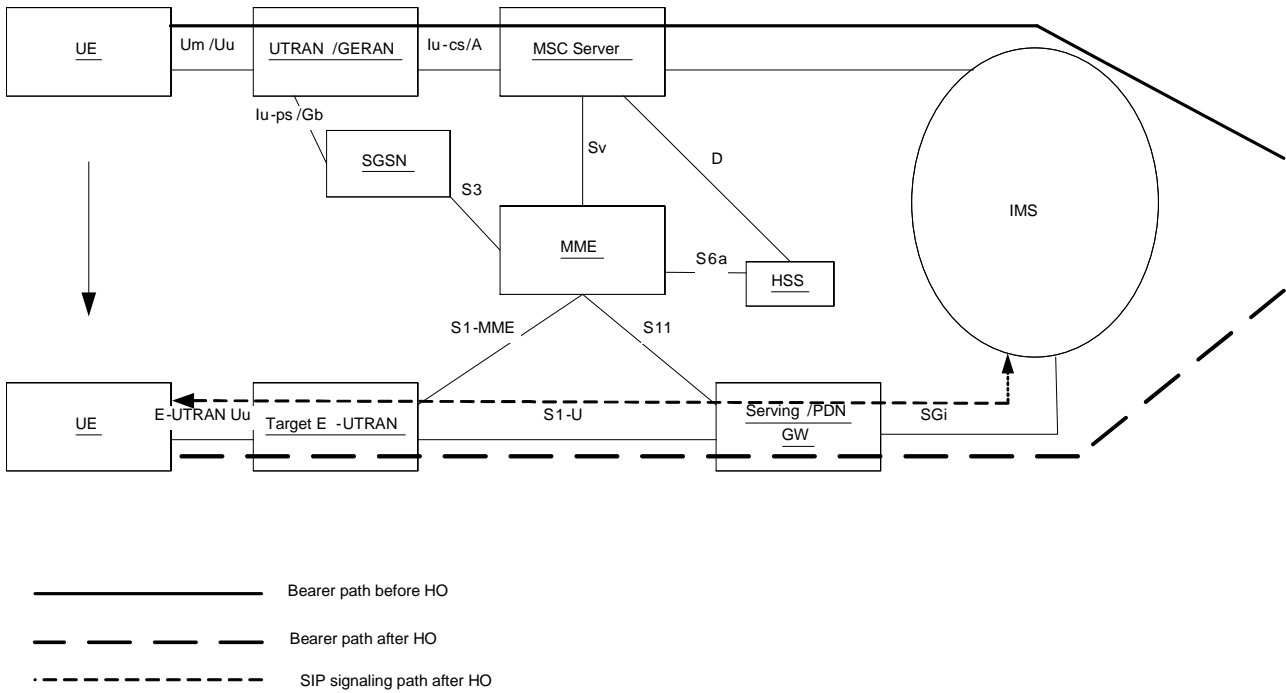 UE
Um /Uu
UTRAN /GERAN
Iu-cs/A
MSC Server
Iu-ps /Gb
SGSN
S3
Sv
D
IMS
MME
S6a
HSS
S1-MME
S11
UE
E-UTRAN Uu
Target E -UTRAN
S1-U
Serving /PDN
GW
SGi
Bearer path before HO
Bearer path after HO
SIP signaling path after HO